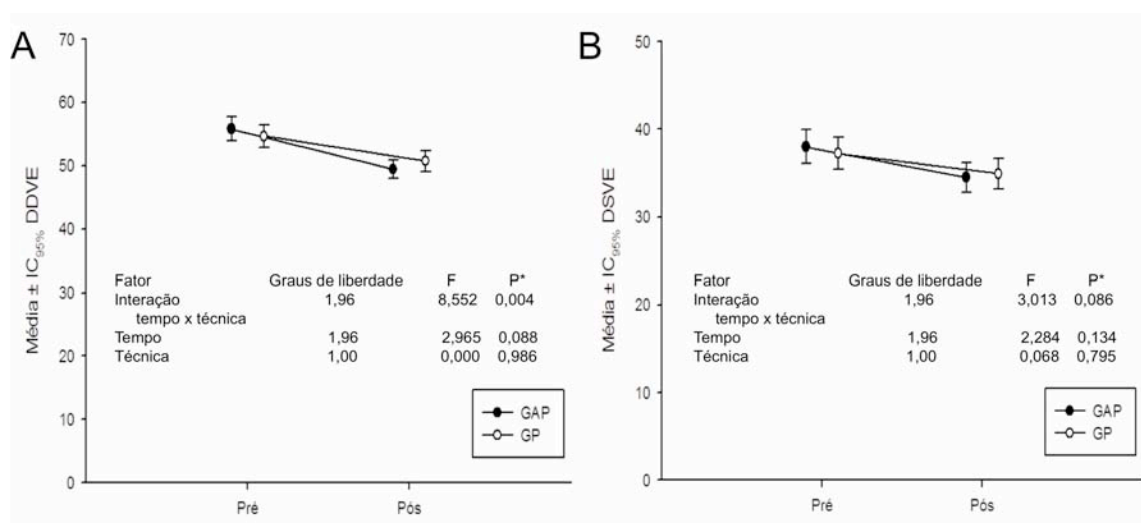 A
70
60
50
40
30
20
10
0
Média ± IC95% DDVE
Fator Graus de liberdade F P*
Interação 1,96 8,552 0,004
tempo x técnica
Tempo 1,96 2,965 0,088
Técnica 1,00 0,000 0,986
GAP
GP
Pré Pós
B
50
40
30
20
10
0
Média ± IC95% DSVE
Fator Graus de liberdade F P*
Interação 1,96 3,013 0,086
tempo x técnica
Tempo 1,96 2,284 0,134
Técnica 1,00 0,068 0,795
GAP
GP
Pré Pós